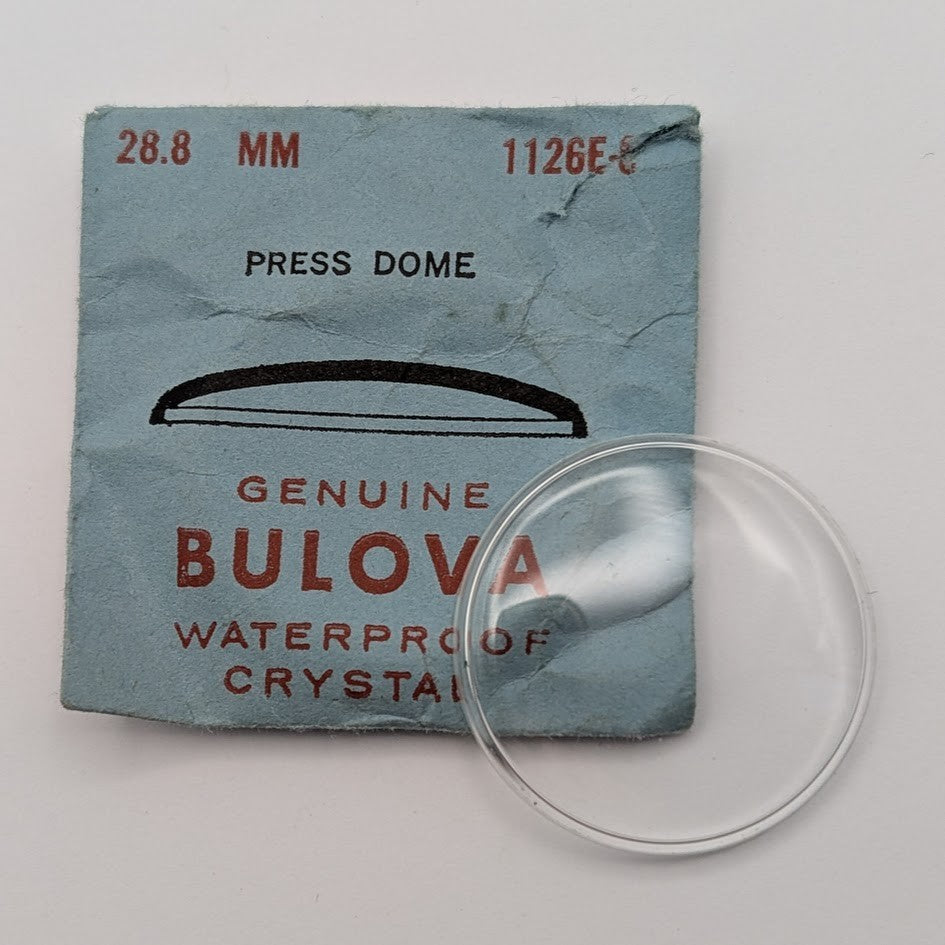 28.8 MM 1126E-
PRESS DOME
GENUINE
BULOVA
WATERPROOF
CRYSTAL